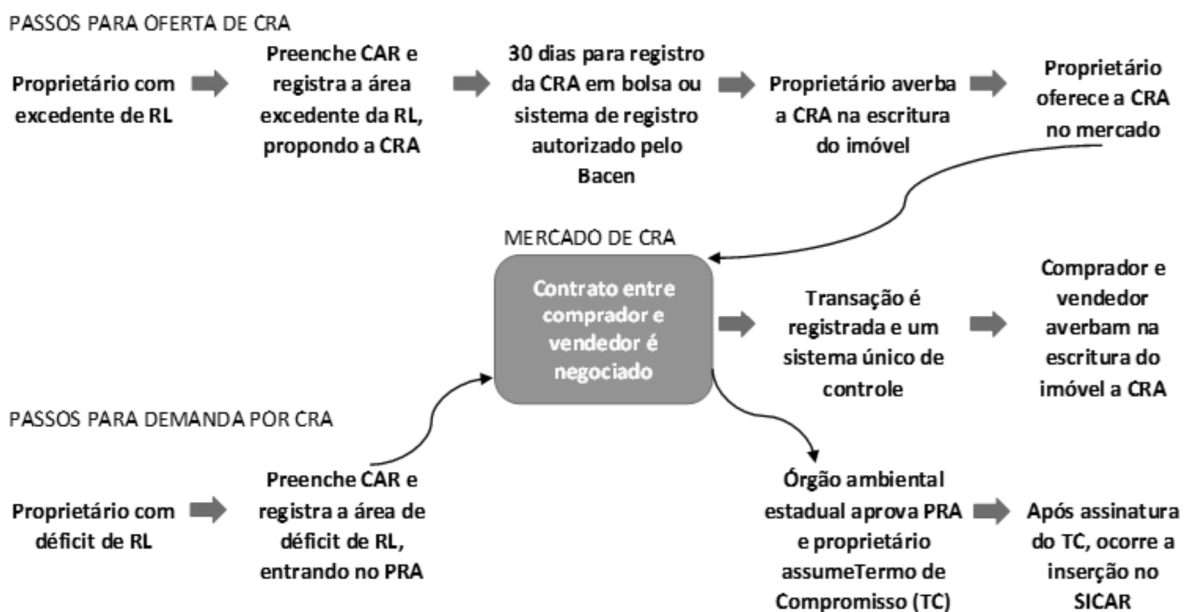 PASSOS PARA OFERTA DE CRA
Proprietário com
excedente de RL
Preenche CAR e
registra a área
excedente da RL,
propondo a CRA
30 dias para registro
da CRA em bolsa ou
sistema de registro
autorizado pelo
Bacen
Proprietário averba
a CRA na escritura
do imóvel
Proprietário
oferece a CRA
no mercado
MERCADO DE CRA
Contrato entre
comprador e
vendedor é
negociado
Transação é
registrada e um
sistema único de
controle
Comprador e
vendedor
averbam na
escritura do
imóvel a CRA
PASSOS PARA DEMANDA POR CRA
Proprietário com
déficit de RL
Preenche CAR e
registra a área de
déficit de RL,
entrando no PRA
Órgão ambiental
estadual aprova PRA
e proprietário
assumeTermo de
Compromisso (TC)
Após assinatura
do TC, ocorre a
inserção no
SICAR